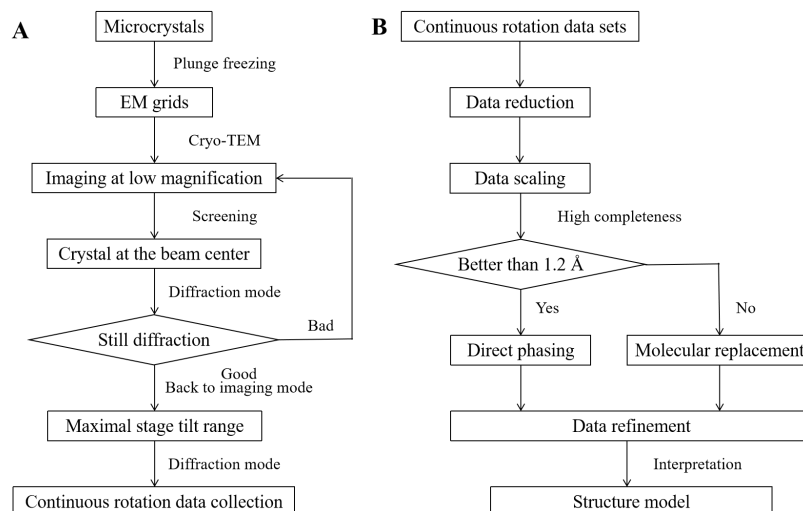 A
Microcrystals
Plunge freezing
EM grids
Cryo-TEM
Imaging at low magnification
Screening
Crystal at the beam center
Diffraction mode
Still diffraction
Bad
Good
Back to imaging mode
Maximal stage tilt range
Diffraction mode
Continuous rotation data collection
B
Continuous rotation data sets
Data reduction
Data scaling
High completeness
Better than 1.2 Å
Yes
No
Direct phasing
Molecular replacement
Data refinement
Interpretation
Structure model